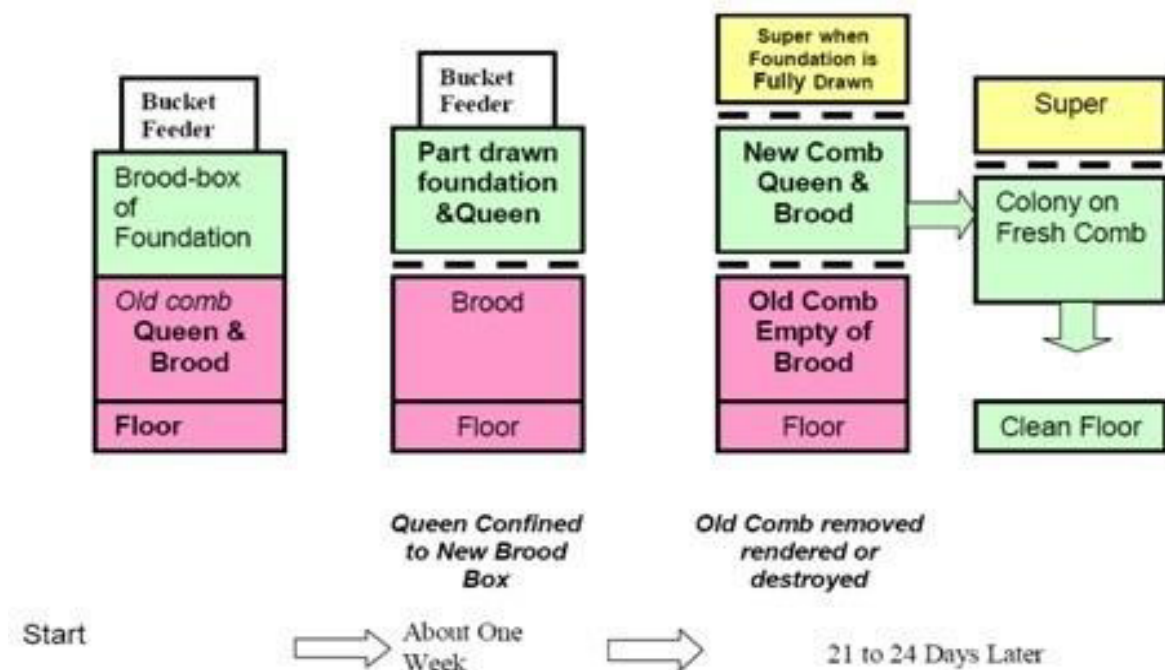 Bucket
Feeder
Brood-box
of
Foundation
Old comb
Queen &
Brood
Floor
Bucket
Feeder
Part drawn
foundation
&Queen
Brood
Floor
Super when
Foundation is
Fully Drawn
New Comb
Queen &
Brood
Old Comb
Empty of
Brood
Floor
Super
Colony on
Fresh Comb
Clean Floor
Queen Confined
to New Brood
Box
Old Comb removed
rendered or
destroyed
Start
About One
Week
21 to 24 Days Later